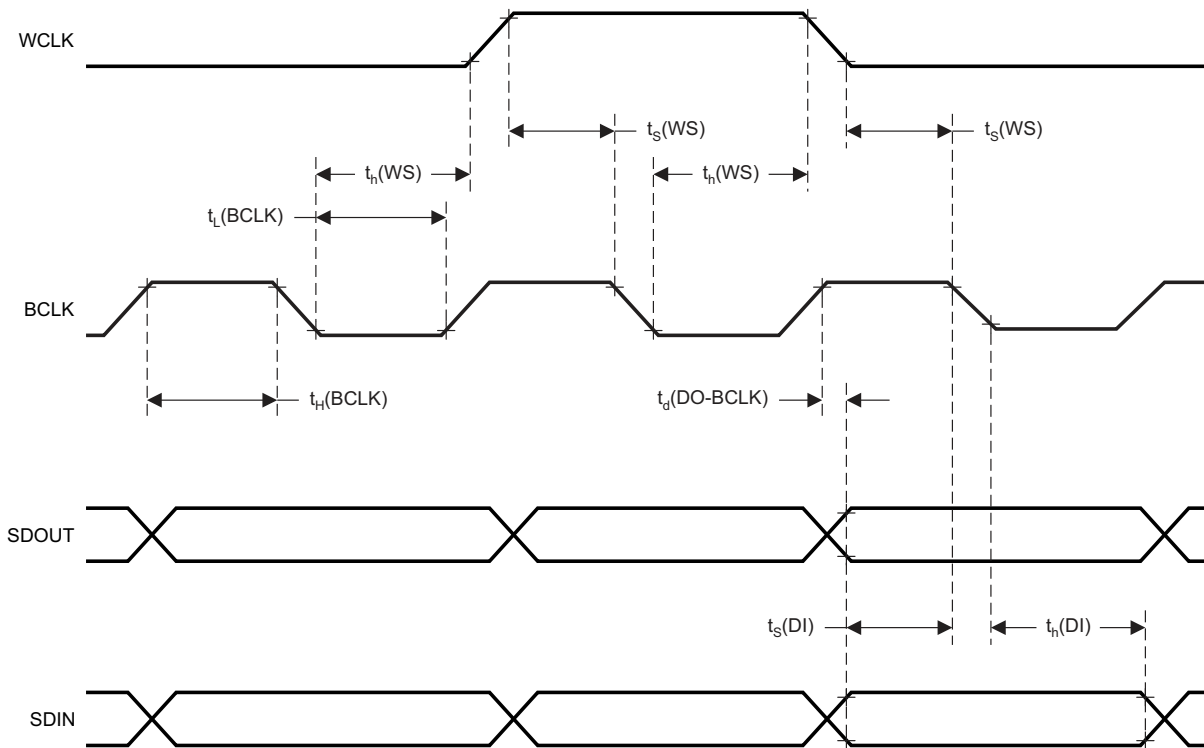 WCLK
tS(WS)
tS(WS)
th(WS)
th(WS)
tL(BCLK)
BCLK
tH(BCLK)
td(DO-BCLK)
SDOUT
tS(DI)
th(DI)
SDIN